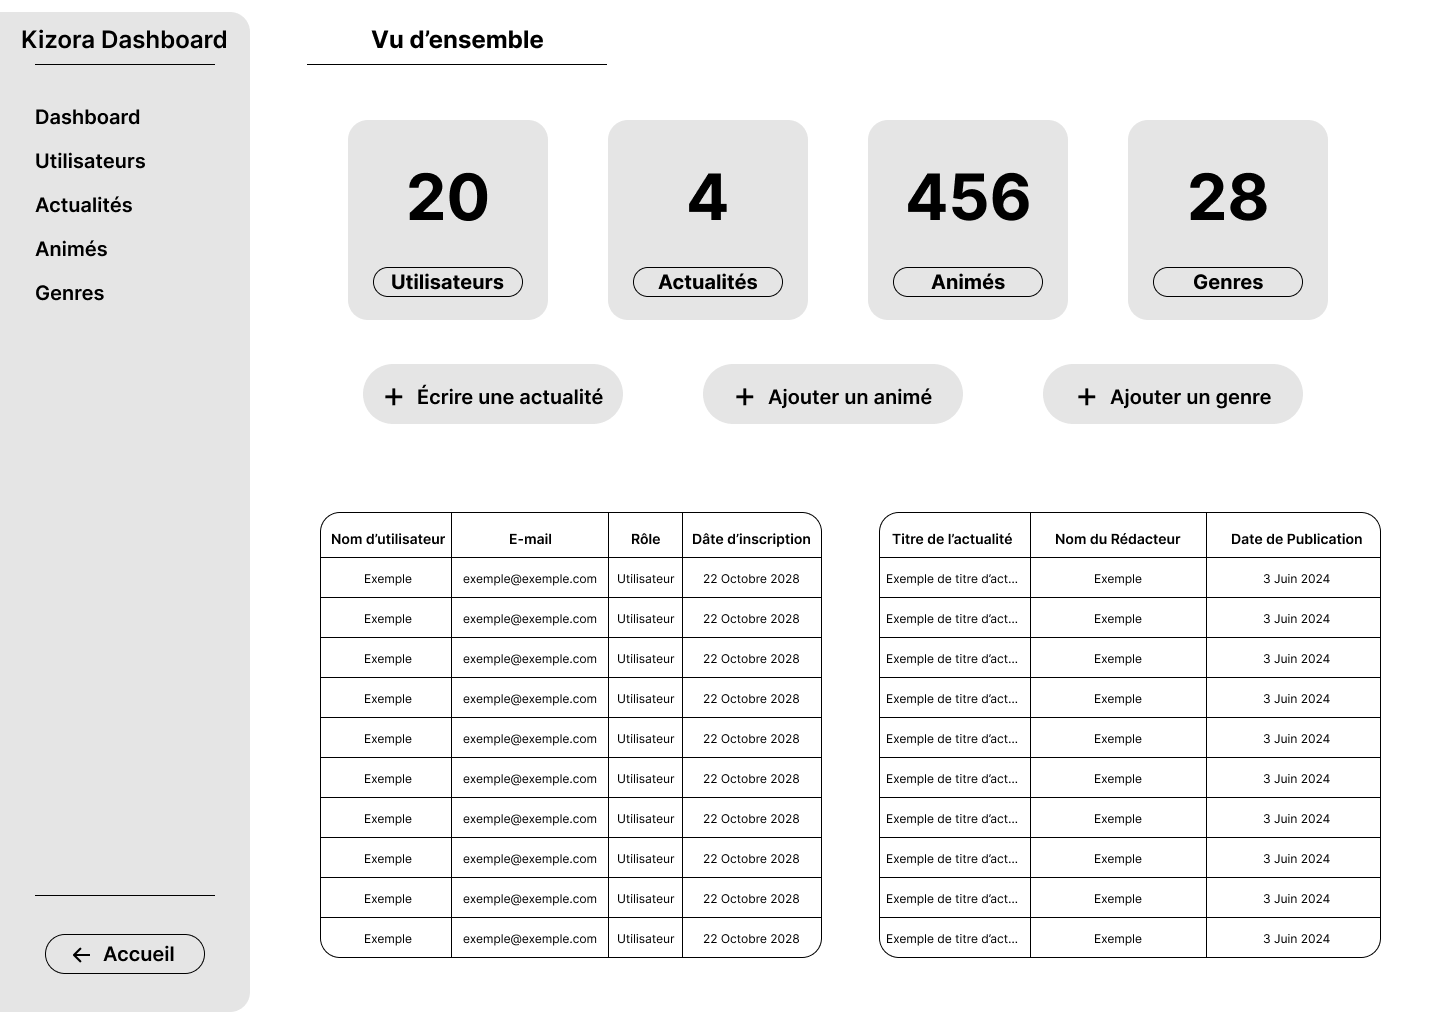 Kizora Dashboard
Dashboard
Utilisateurs
Actualités
Animés
Genres
Accueil
Vu d’ensemble
20
Utilisateurs
4
Actualités
456
Animés
28
Genres
+ Écrire une actualité
+ Ajouter un animé
+ Ajouter un genre
Nom d’utilisateur E-mail Rôle Dâte d’inscription
Exemple exemple@exemple.com Utilisateur 22 Octobre 2028
Exemple exemple@exemple.com Utilisateur 22 Octobre 2028
Exemple exemple@exemple.com Utilisateur 22 Octobre 2028
Exemple exemple@exemple.com Utilisateur 22 Octobre 2028
Exemple exemple@exemple.com Utilisateur 22 Octobre 2028
Exemple exemple@exemple.com Utilisateur 22 Octobre 2028
Exemple exemple@exemple.com Utilisateur 22 Octobre 2028
Exemple exemple@exemple.com Utilisateur 22 Octobre 2028
Exemple exemple@exemple.com Utilisateur 22 Octobre 2028
Exemple exemple@exemple.com Utilisateur 22 Octobre 2028
Titre de l’actualité Nom du Rédacteur Date de Publication
Exemple de titre d’act... Exemple 3 Juin 2024
Exemple de titre d’act... Exemple 3 Juin 2024
Exemple de titre d’act... Exemple 3 Juin 2024
Exemple de titre d’act... Exemple 3 Juin 2024
Exemple de titre d’act... Exemple 3 Juin 2024
Exemple de titre d’act... Exemple 3 Juin 2024
Exemple de titre d’act... Exemple 3 Juin 2024
Exemple de titre d’act... Exemple 3 Juin 2024
Exemple de titre d’act... Exemple 3 Juin 2024
Exemple de titre d’act... Exemple 3 Juin 2024